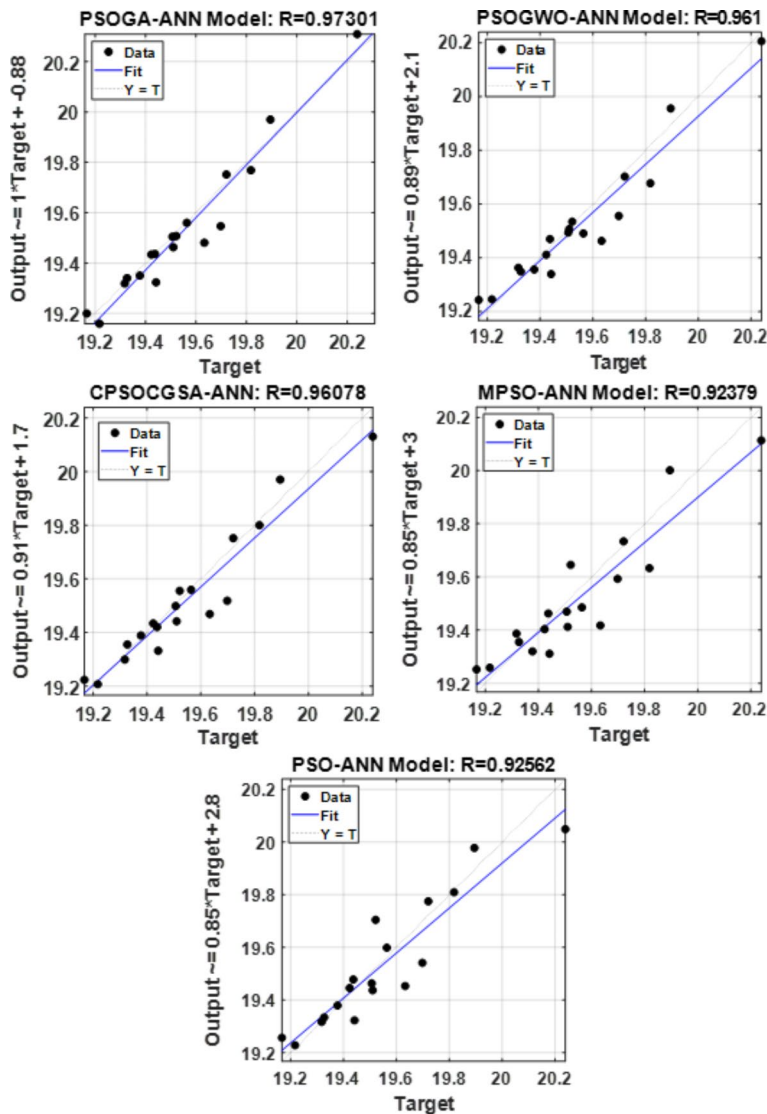 PSOGA-ANN Model: R=0.97301
Output ~= 1*Target + -0.88
Data
Fit
Y = T
20.2
20
19.8
19.6
19.4
19.2
19.2 19.4 19.6 19.8 20 20.2
Target
PSOGWO-ANN Model: R=0.961
Output ~= 0.89*Target + 2.1
Data
Fit
Y = T
20.2
20
19.8
19.6
19.4
19.2
19.2 19.4 19.6 19.8 20 20.2
Target
CPSOCGSA-ANN: R=0.96078
Output ~= 0.91*Target + 1.7
Data
Fit
Y = T
20.2
20
19.8
19.6
19.4
19.2
19.2 19.4 19.6 19.8 20 20.2
Target
MPSO-ANN Model: R=0.92379
Output ~= 0.85*Target + 3
Data
Fit
Y = T
20.2
20
19.8
19.6
19.4
19.2
19.2 19.4 19.6 19.8 20 20.2
Target
PSO-ANN Model: R=0.92562
Output ~= 0.85*Target + 2.8
Data
Fit
Y = T
20.2
20
19.8
19.6
19.4
19.2
19.2 19.4 19.6 19.8 20 20.2
Target